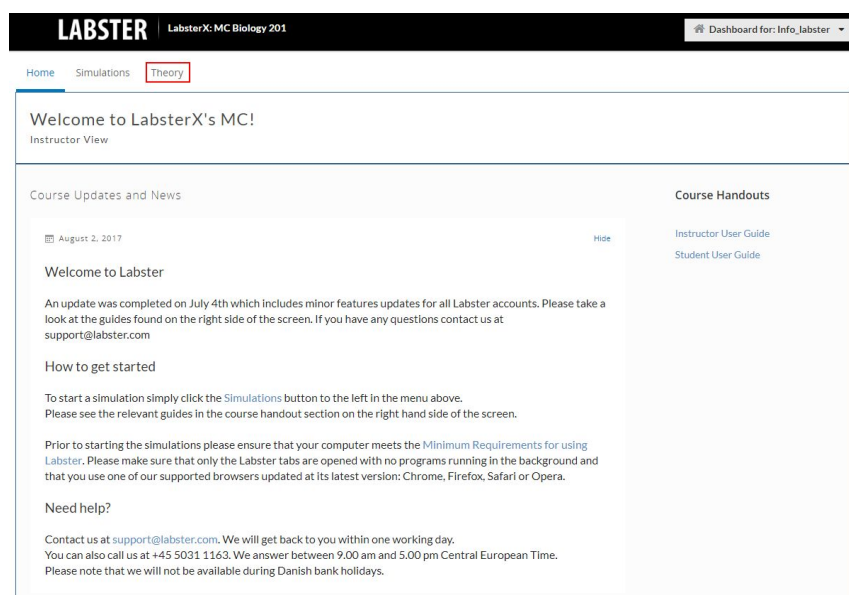 LABSTER LabsterX: MC Biology 201
Dashboard for: Info_labster
Home Simulations Theory
Welcome to LabsterX's MC!
Instructor View
Course Updates and News
August 2, 2017 Hide
Welcome to Labster
An update was completed on July 4th which includes minor features updates for all Labster accounts. Please take a
look at the guides found on the right side of the screen. If you have any questions contact us at
support@labster.com
How to get started
To start a simulation simply click the Simulations button to the left in the menu above.
Please see the relevant guides in the course handout section on the right hand side of the screen.
Prior to starting the simulations please ensure that your computer meets the Minimum Requirements for using
Labster. Please make sure that only the Labster tabs are opened with no programs running in the background and
that you use one of our supported browsers updated at its latest version: Chrome, Firefox, Safari or Opera.
Need help?
Contact us at support@labster.com. We will get back to you within one working day.
You can also call us at +45 5031 1163. We answer between 9.00 am and 5.00 pm Central European Time.
Please note that we will not be available during Danish bank holidays.
Course Handouts
Instructor User Guide
Student User Guide